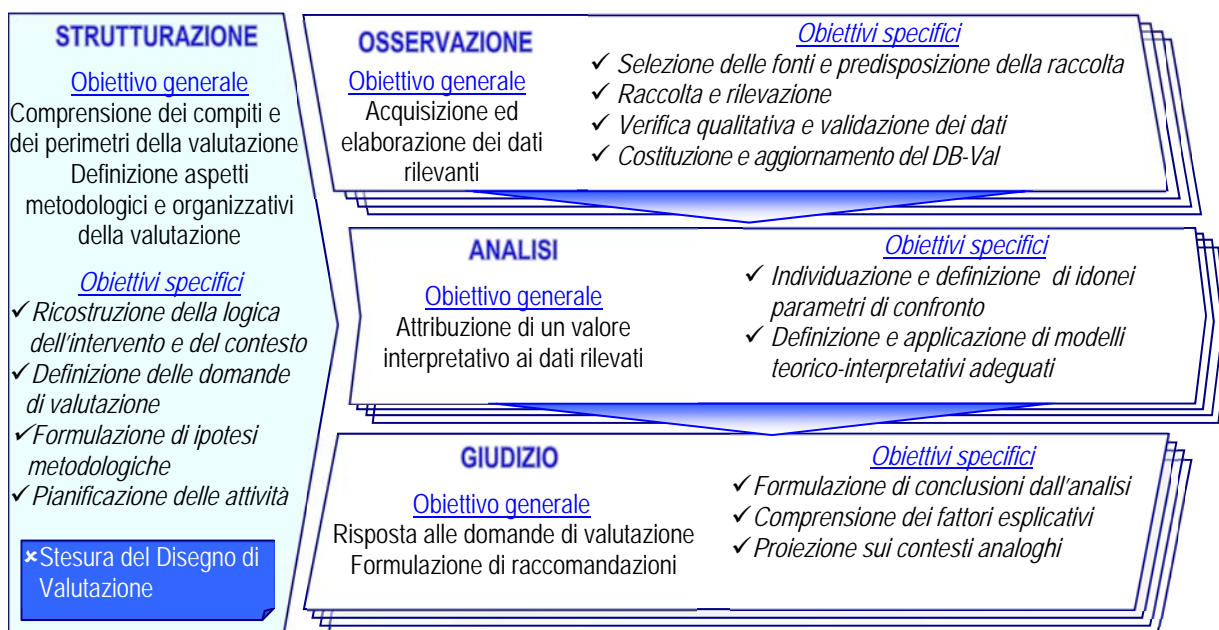 STRUTTURAZIONE
Obiettivo generale
Comprensione dei compiti e
dei perimetri della valutazione
Definizione aspetti
metodologici e organizzativi
della valutazione
Obiettivi specifici
✓ Ricostruzione della logica
dell'intervento e del contesto
✓ Definizione delle domande
di valutazione
✓ Formulazione di ipotesi
metodologiche
✓ Pianificazione delle attività
× Stesura del Disegno di
Valutazione
OSSERVAZIONE
Obiettivo generale
Acquisizione ed
elaborazione dei dati
rilevanti
Obiettivi specifici
✓ Selezione delle fonti e predisposizione della raccolta
✓ Raccolta e rilevazione
✓ Verifica qualitativa e validazione dei dati
✓ Costituzione e aggiornamento del DB-Val
ANALISI
Obiettivo generale
Attribuzione di un valore
interpretativo ai dati rilevati
Obiettivi specifici
✓ Individuazione e definizione di idonei
parametri di confronto
✓ Definizione e applicazione di modelli
teorico-interpretativi adeguati
GIUDIZIO
Obiettivo generale
Risposta alle domande di valutazione
Formulazione di raccomandazioni
Obiettivi specifici
✓ Formulazione di conclusioni dall'analisi
✓ Comprensione dei fattori esplicativi
✓ Proiezione sui contesti analoghi